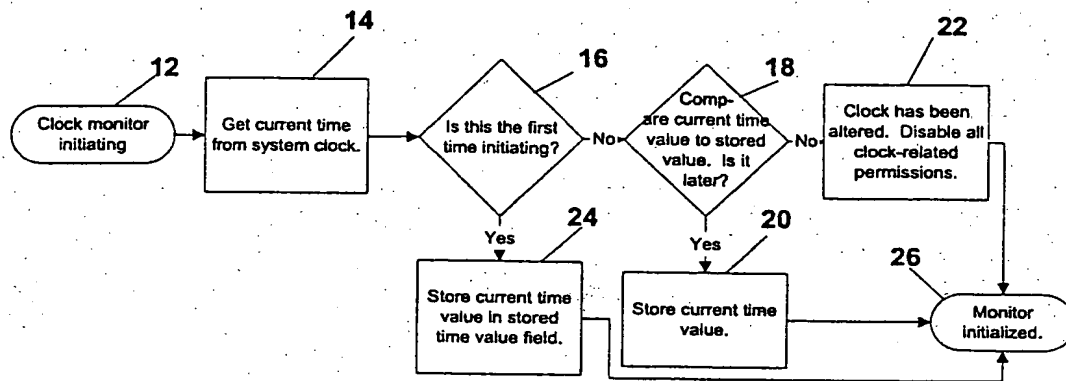 12
Clock monitor
initiating
14
Get current time
from system clock.
16
Is this the first
time initiating?
No
18
Comp-
are current time
value to stored
value. Is it
later?
No
22
Clock has been
altered. Disable all
clock-related
permissions.
Yes
24
Store current time
value in stored
time value field.
Yes
20
Store current time
value.
26
Monitor
initialized.